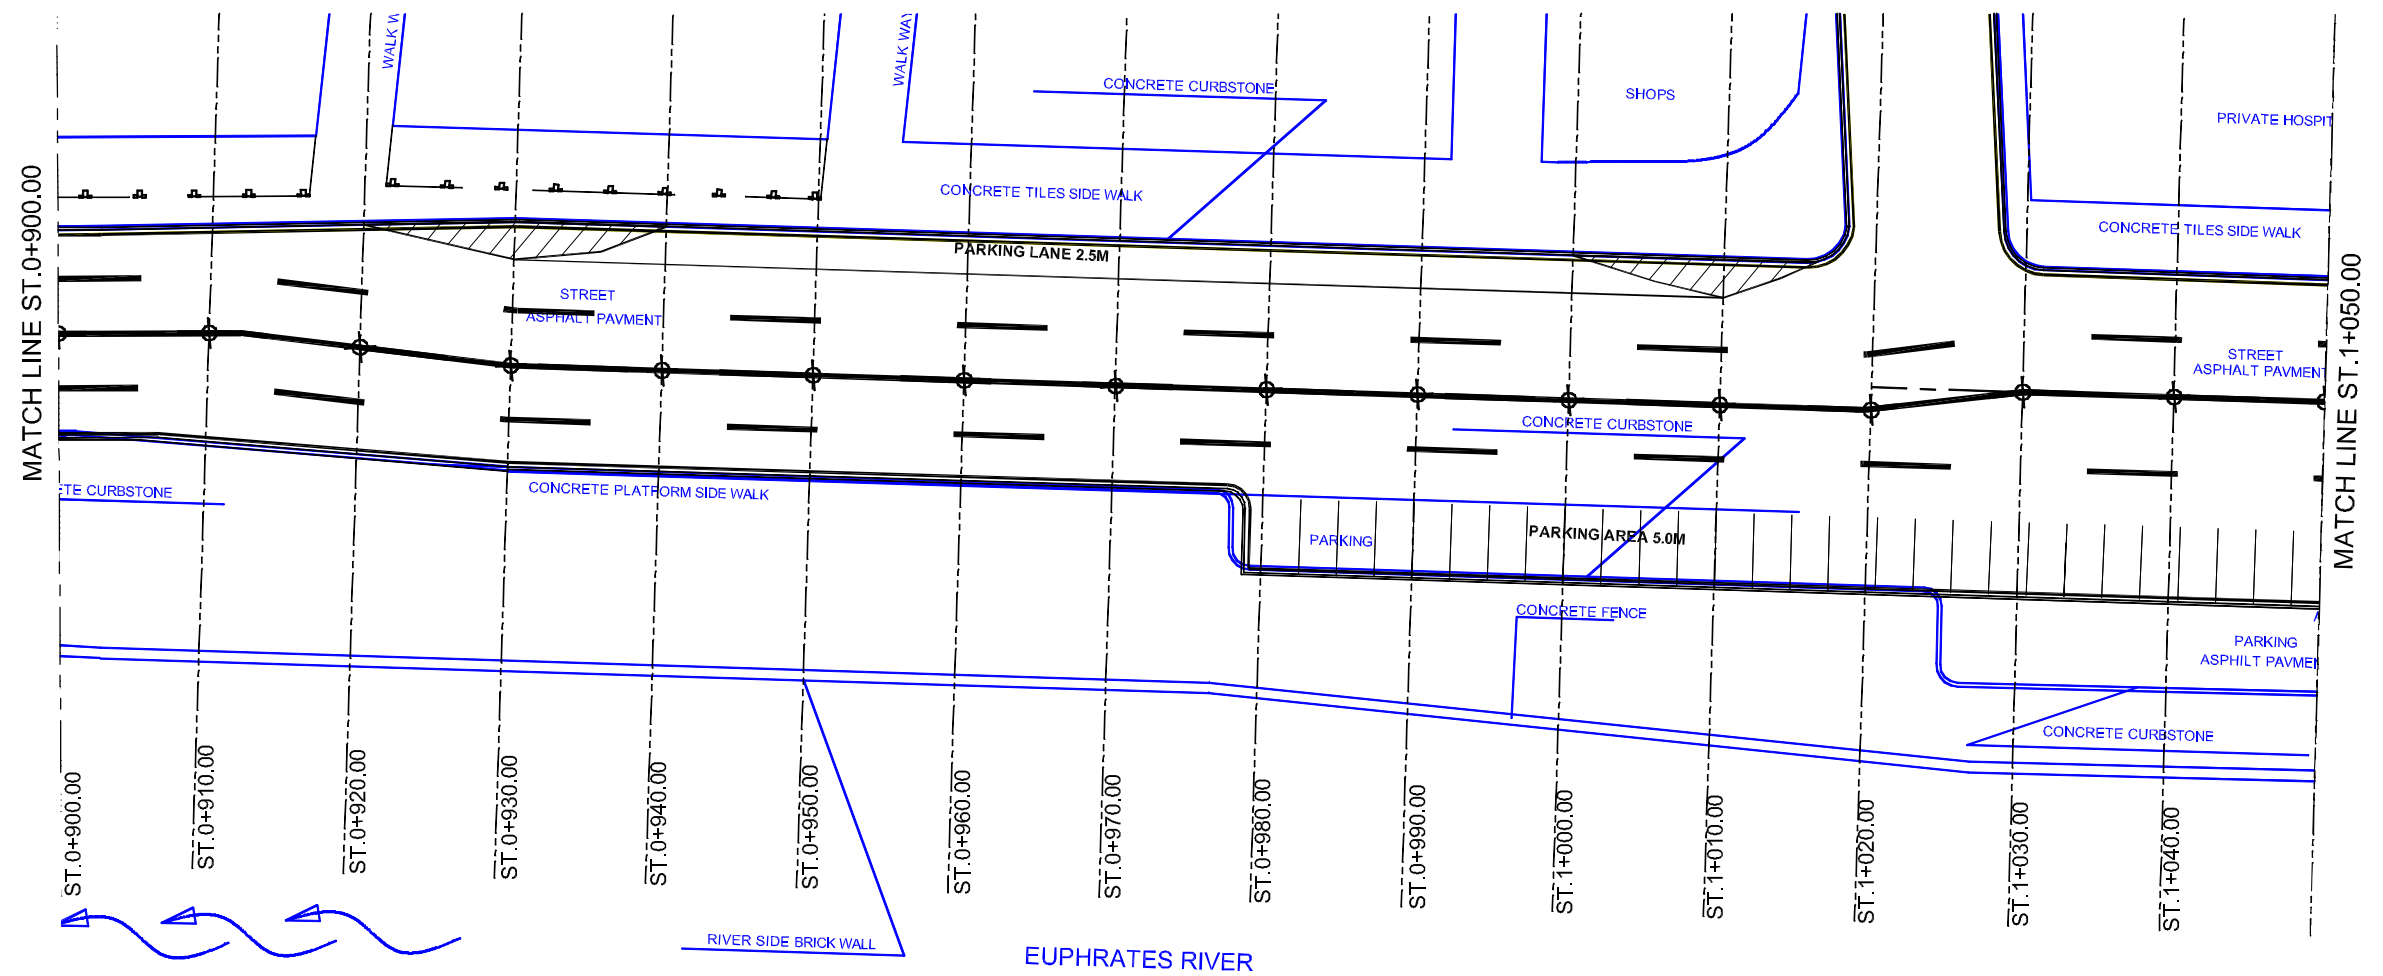 WALK W
WALK WAY
CONCRETE CURBSTONE
SHOPS
PRIVATE HOSPIT
CONCRETE TILES SIDE WALK
CONCRETE TILES SIDE WALK
PARKING LANE 2.5M
MATCH LINE ST.0+900.00
MATCH LINE ST.1+050.00
STREET
ASPHALT PAVMENT
STREET
ASPHALT PAVMENT
CONCRETE CURBSTONE
TE CURBSTONE
CONCRETE PLATFORM SIDE WALK
PARKING
PARKING AREA 5.0M
CONCRETE FENCE
PARKING
ASPHILT PAVMEN
CONCRETE CURBSTONE
ST.0+900.00
ST.0+910.00
ST.0+920.00
ST.0+930.00
ST.0+940.00
ST.0+950.00
ST.0+960.00
ST.0+970.00
ST.0+980.00
ST.0+990.00
ST.1+000.00
ST.1+010.00
ST.1+020.00
ST.1+030.00
ST.1+040.00
RIVER SIDE BRICK WALL
EUPHRATES RIVER